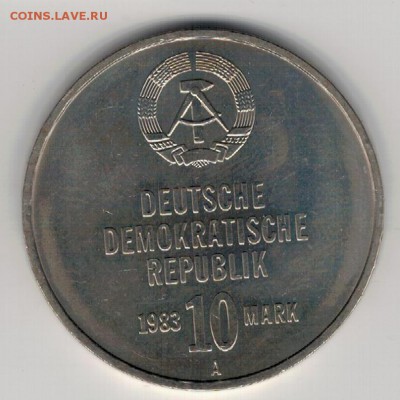 COINS.LAVE.RU
DEUTSCHE
DEMOKRATISCHE
REPUBLIK
1983 10 MARK
A